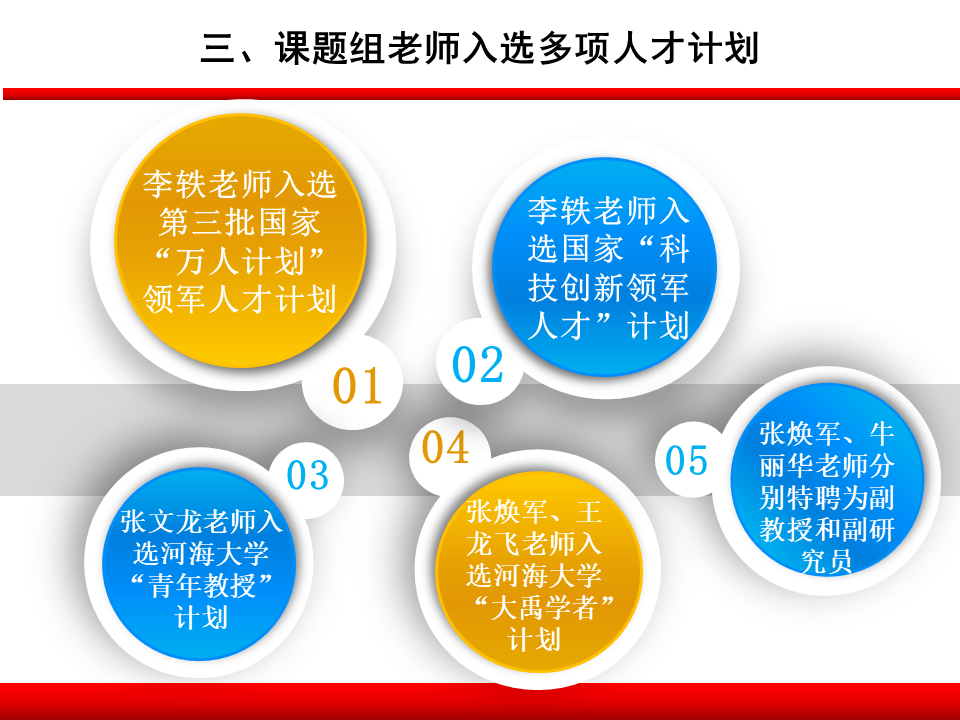 三、课题组老师入选多项人才计划
李轶老师入选
第三批国家
“万人计划”
领军人才计划
01
李轶老师入
选国家“科
技创新领军
人才”计划
02
张文龙老师入
选河海大学
“青年教授”
计划
03
张焕军、王
龙飞老师入
选河海大学
“大禹学者”
计划
04
张焕军、牛
丽华老师分
别特聘为副
教授和副研
究员
05